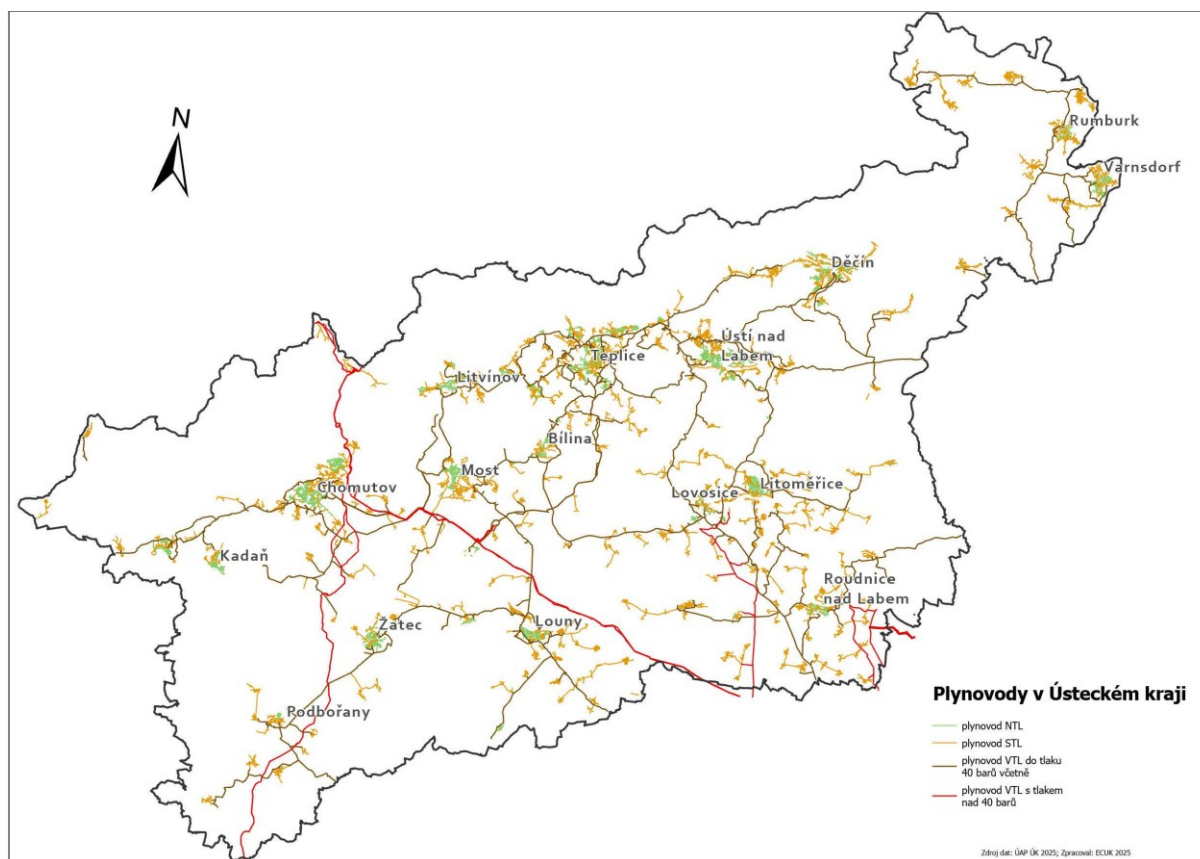 N
Rumburk
Varnsdorf
Děčín
Ústí nad
Labem
Teplice
Litvínov
Bílina
Most
Chomutov
Lovosice
Litoměřice
Kadaň
Roudnice
nad Labem
Žatec
Louny
Podbořany
Plynovody v Ústeckém kraji
plynovod NTL
plynovod STL
plynovod VTL do tlaku
40 barů včetně
plynovod VTL s tlakem
nad 40 barů
Zdroj dat: ÚAP ÚK 2025; Zpracoval: ECUK 2025